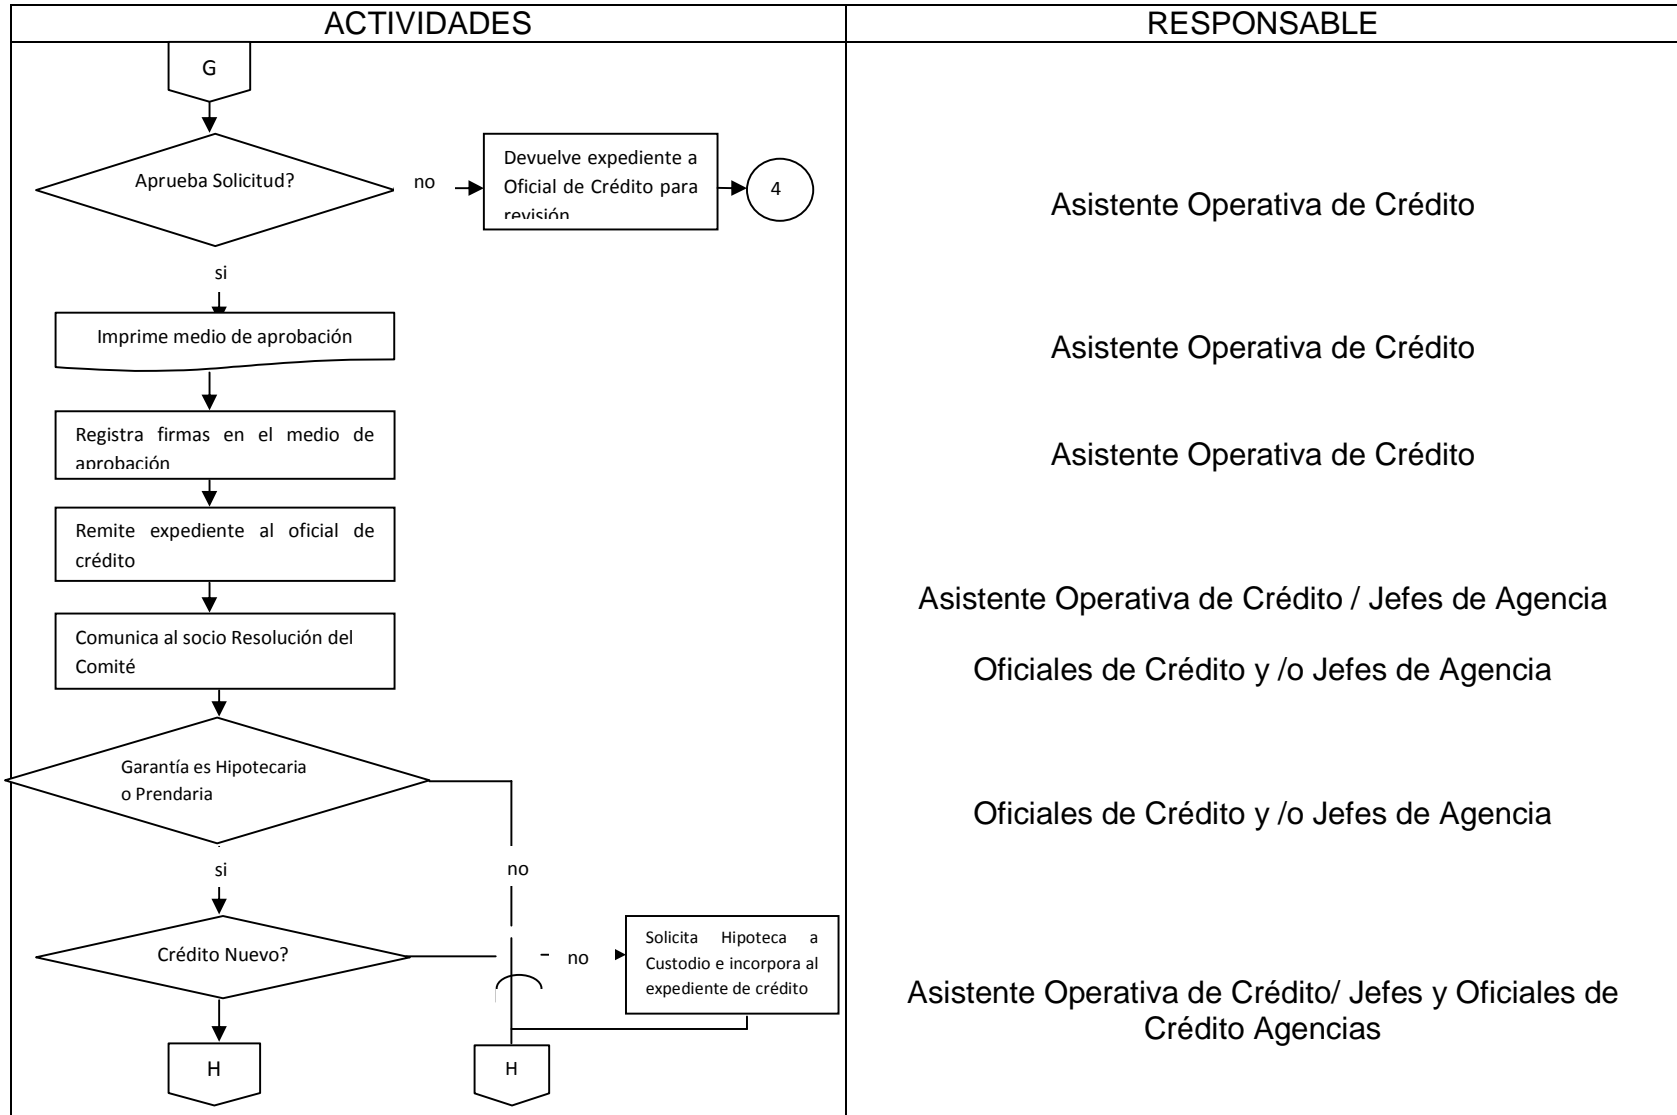 ACTIVIDADES
RESPONSABLE
G
Aprueba Solicitud?
no
Devuelve expediente a
Oficial de Crédito para
revisión
4
Asistente Operativa de Crédito
si
Imprime medio de aprobación
Asistente Operativa de Crédito
Registra firmas en el medio de
aprobación
Asistente Operativa de Crédito
Remite expediente al oficial de
crédito
Asistente Operativa de Crédito / Jefes de Agencia
Comunica al socio Resolución del
Comité
Oficiales de Crédito y /o Jefes de Agencia
Garantía es Hipotecaria
o Prendaria
Oficiales de Crédito y /o Jefes de Agencia
si
no
Crédito Nuevo?
no
Solicita Hipoteca a
Custodio e incorpora al
expediente de crédito
Asistente Operativa de Crédito/ Jefes y Oficiales de
Crédito Agencias
H
H